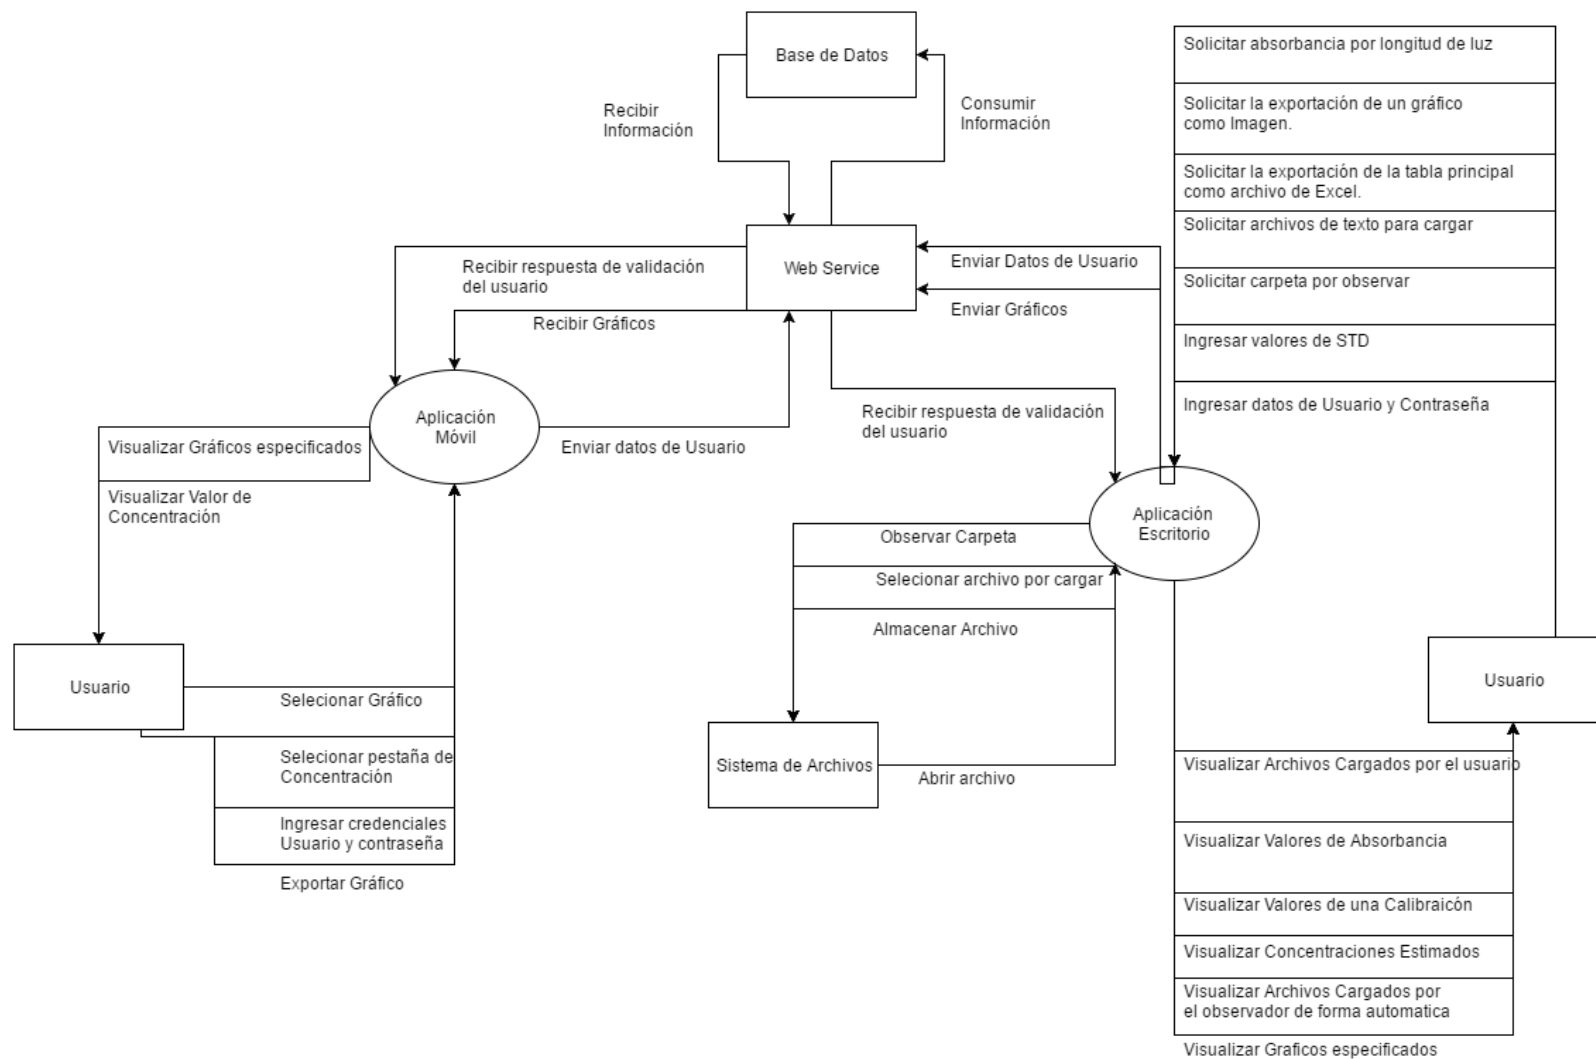 Base de Datos
Recibir
Información
Consumir
Información
Web Service
Recibir respuesta de validación
del usuario
Recibir Gráficos
Enviar Datos de Usuario
Enviar Gráficos
Aplicación
Móvil
Enviar datos de Usuario
Recibir respuesta de validación
del usuario
Visualizar Gráficos especificados
Visualizar Valor de
Concentración
Usuario
Selecionar Gráfico
Selecionar pestaña de
Concentración
Ingresar credenciales
Usuario y contraseña
Exportar Gráfico
Solicitar absorbancia por longitud de luz
Solicitar la exportación de un gráfico
como Imagen.
Solicitar la exportación de la tabla principal
como archivo de Excel.
Solicitar archivos de texto para cargar
Solicitar carpeta por observar
Ingresar valores de STD
Ingresar datos de Usuario y Contraseña
Aplicación
Escritorio
Observar Carpeta
Selecionar archivo por cargar
Almacenar Archivo
Sistema de Archivos
Abrir archivo
Usuario
Visualizar Archivos Cargados por el usuario
Visualizar Valores de Absorbancia
Visualizar Valores de una Calibraicón
Visualizar Concentraciones Estimados
Visualizar Archivos Cargados por
el observador de forma automatica
Visualizar Graficos especificados